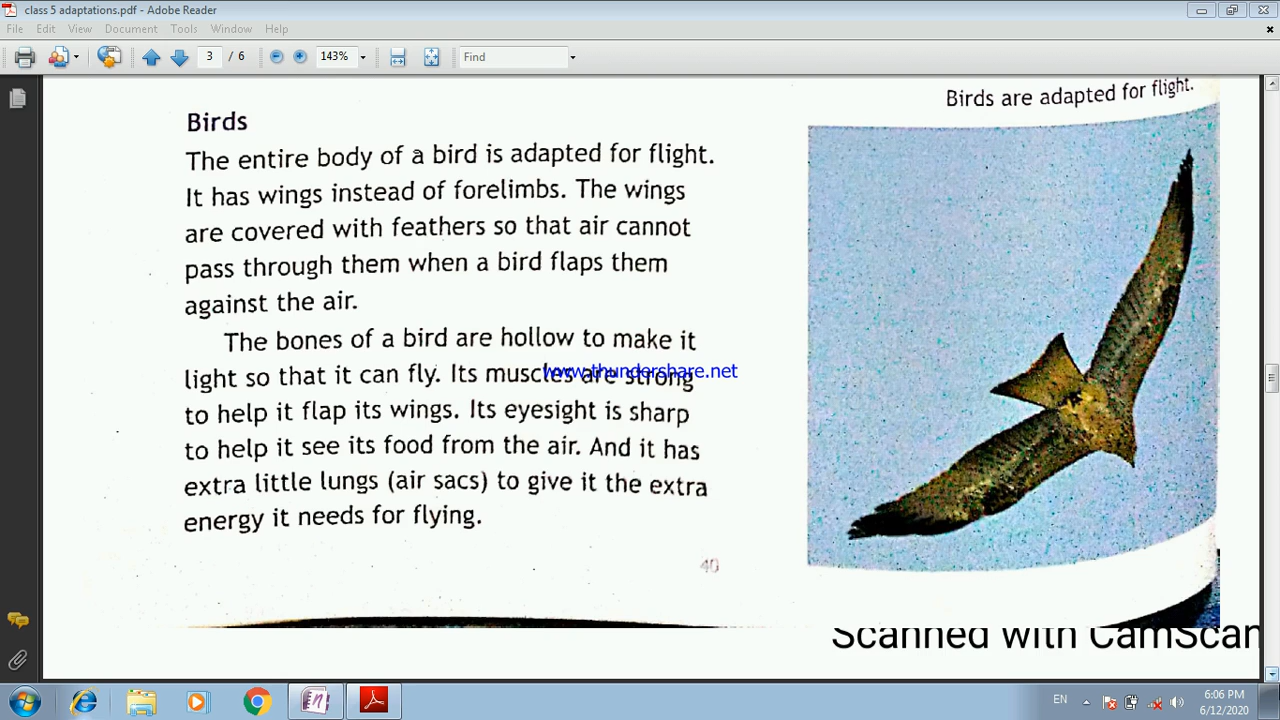 class 5 adaptations.pdf - Adobe Reader
File Edit View Document Tools Window Help
3 / 6 143% Find
Birds are adapted for flight.
Birds
The entire body of a bird is adapted for flight.
It has wings instead of forelimbs. The wings
are covered with feathers so that air cannot
pass through them when a bird flaps them
against the air.
The bones of a bird are hollow to make it
light so that it can fly. Its muscles are strong
www.thundershare.net
to help it flap its wings. Its eyesight is sharp
to help it see its food from the air. And it has
extra little lungs (air sacs) to give it the extra
energy it needs for flying.
40
Scanned with CamScan
EN
6:06 PM
6/12/2020